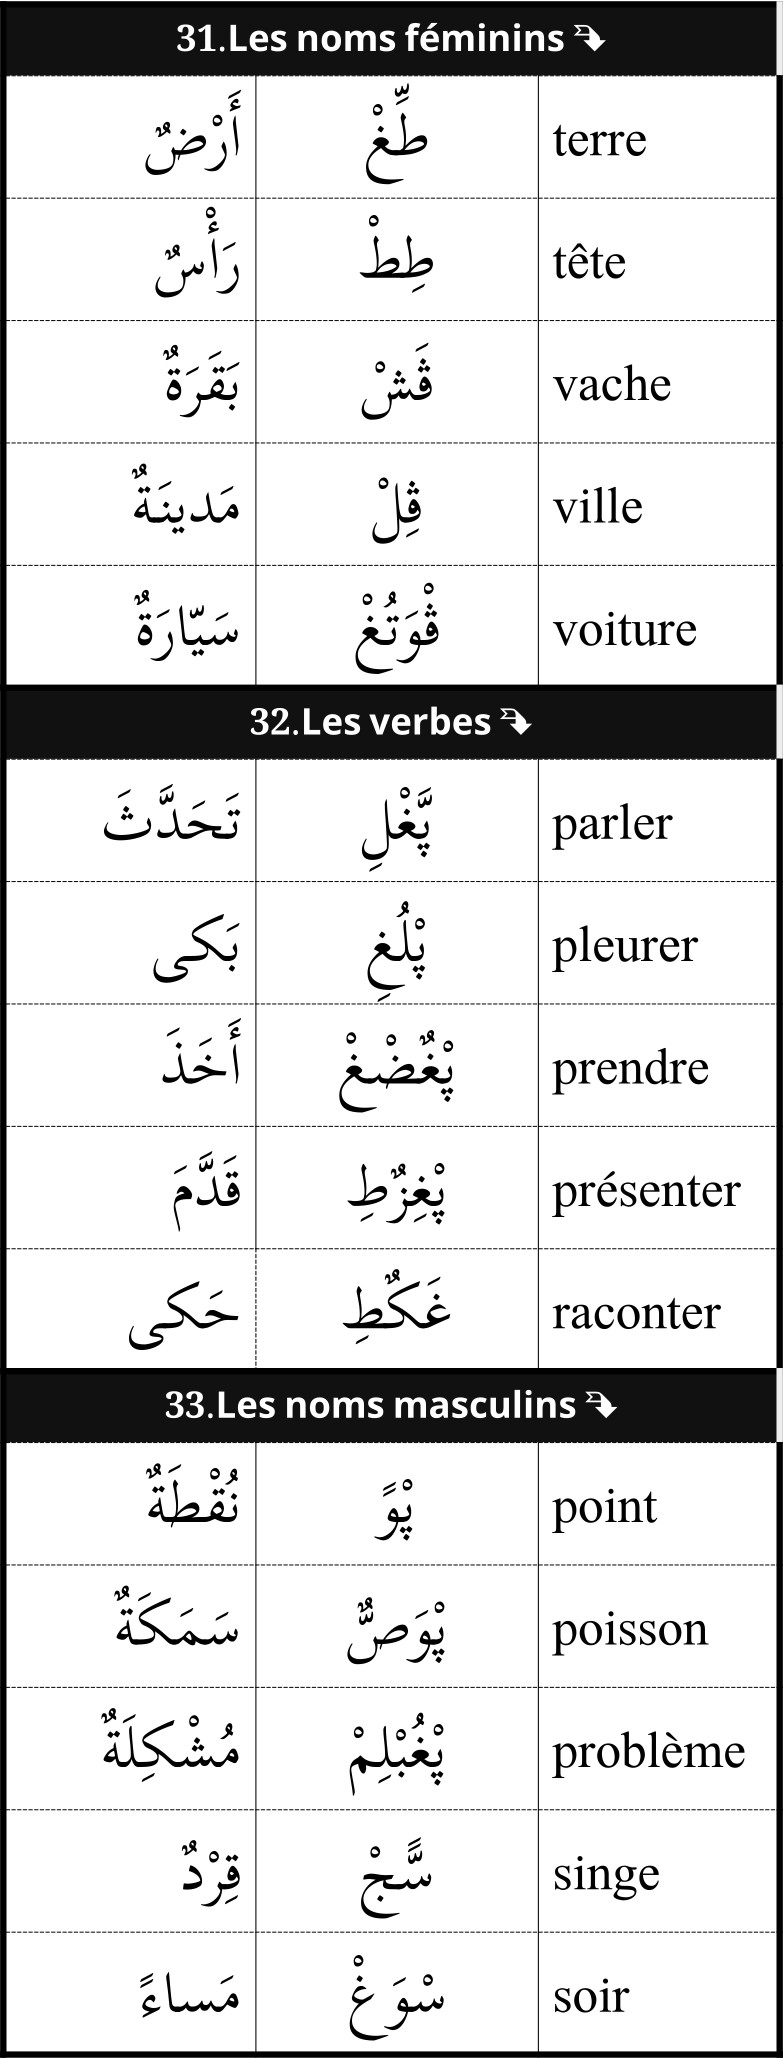 31.Les noms féminins
أَرْضٌ طِّغْ terre
رَأْسٌ طِطْ tête
بَقَرَةٌ ڤَشْ vache
مَدينَةٌ ڤِلْ ville
سَيّارَةٌ ڤْوَتُغْ voiture
32.Les verbes
تَحَدَّثَ پَّغْلِ parler
بَكى پْلُغِ pleurer
أَخَذَ پْغٌضْغْ prendre
قَدَّمَ پْغِزٌطِ présenter
حَكى غَكٌطِ raconter
33.Les noms masculins
نُقْطَةٌ پْوً point
سَمَكَةٌ پْوَصٌّ poisson
مُشْكِلَةٌ پْغُبْلِمْ problème
قِرْدٌ سًّجْ singe
مَساءً سْوَغْ soir